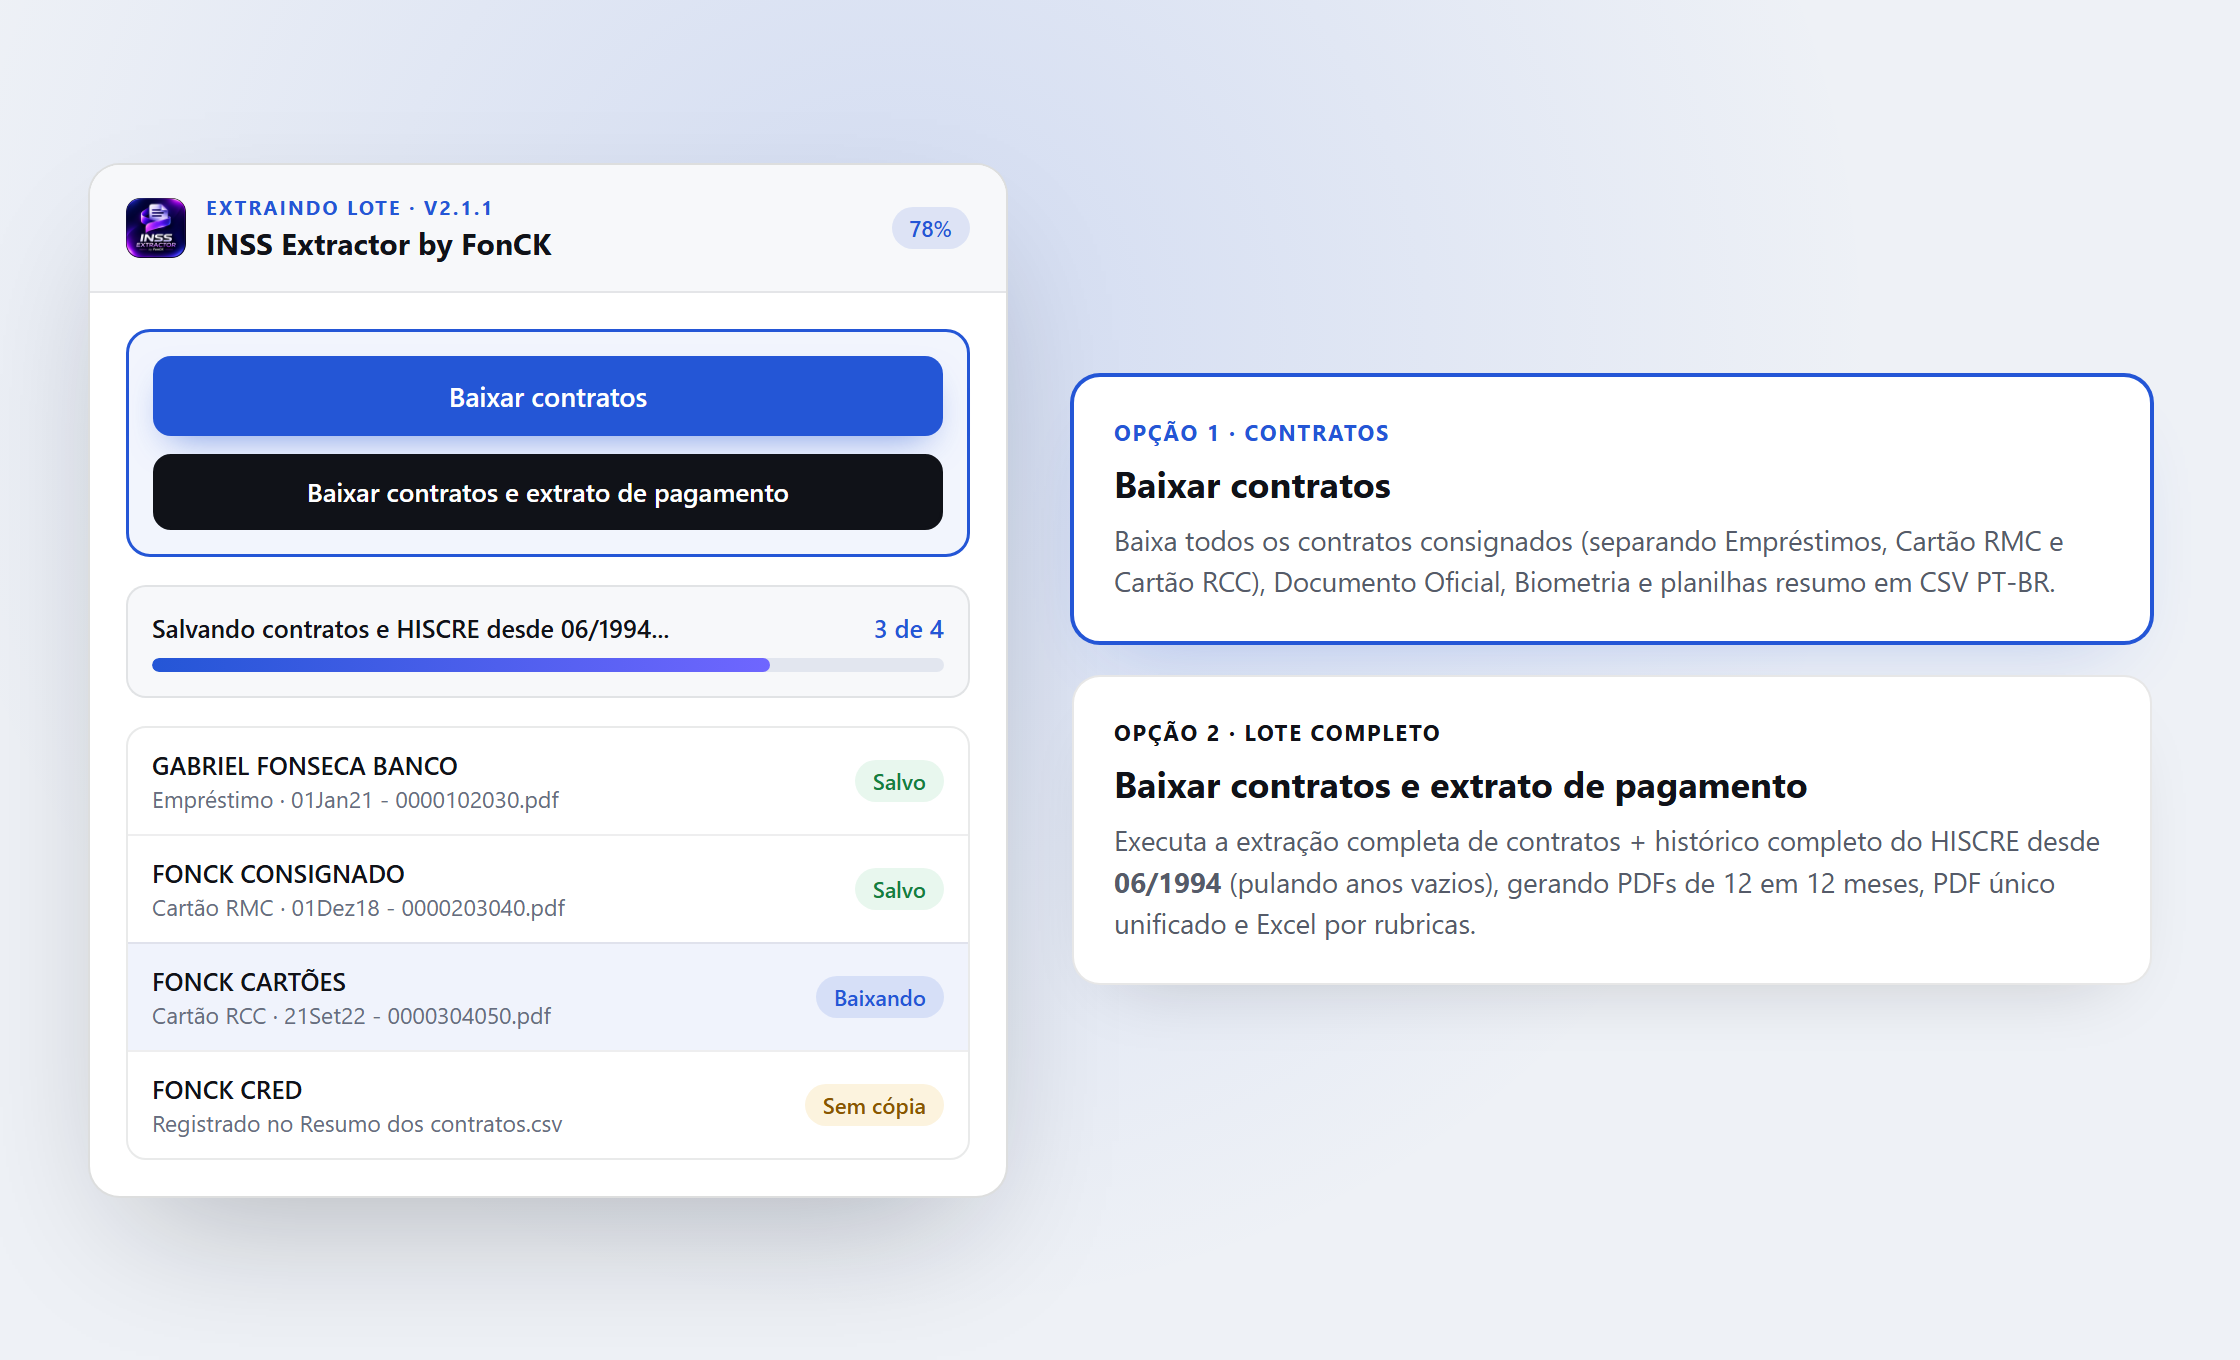 INSS
EXTRACTOR
EXTRAINDO LOTE · V2.1.1
INSS Extractor by FonCK
78%
Baixar contratos
Baixar contratos e extrato de pagamento
Salvando contratos e HISCRE desde 06/1994...
3 de 4
GABRIEL FONSECA BANCO
Empréstimo · 01Jan21 - 0000102030.pdf
Salvo
FONCK CONSIGNADO
Cartão RMC · 01Dez18 - 0000203040.pdf
Salvo
FONCK CARTÕES
Cartão RCC · 21Set22 - 0000304050.pdf
Baixando
FONCK CRED
Registrado no Resumo dos contratos.csv
Sem cópia
OPÇÃO 1 · CONTRATOS
Baixar contratos
Baixa todos os contratos consignados (separando Empréstimos, Cartão RMC e
Cartão RCC), Documento Oficial, Biometria e planilhas resumo em CSV PT-BR.
OPÇÃO 2 · LOTE COMPLETO
Baixar contratos e extrato de pagamento
Executa a extração completa de contratos + histórico completo do HISCRE desde
06/1994 (pulando anos vazios), gerando PDFs de 12 em 12 meses, PDF único
unificado e Excel por rubricas.